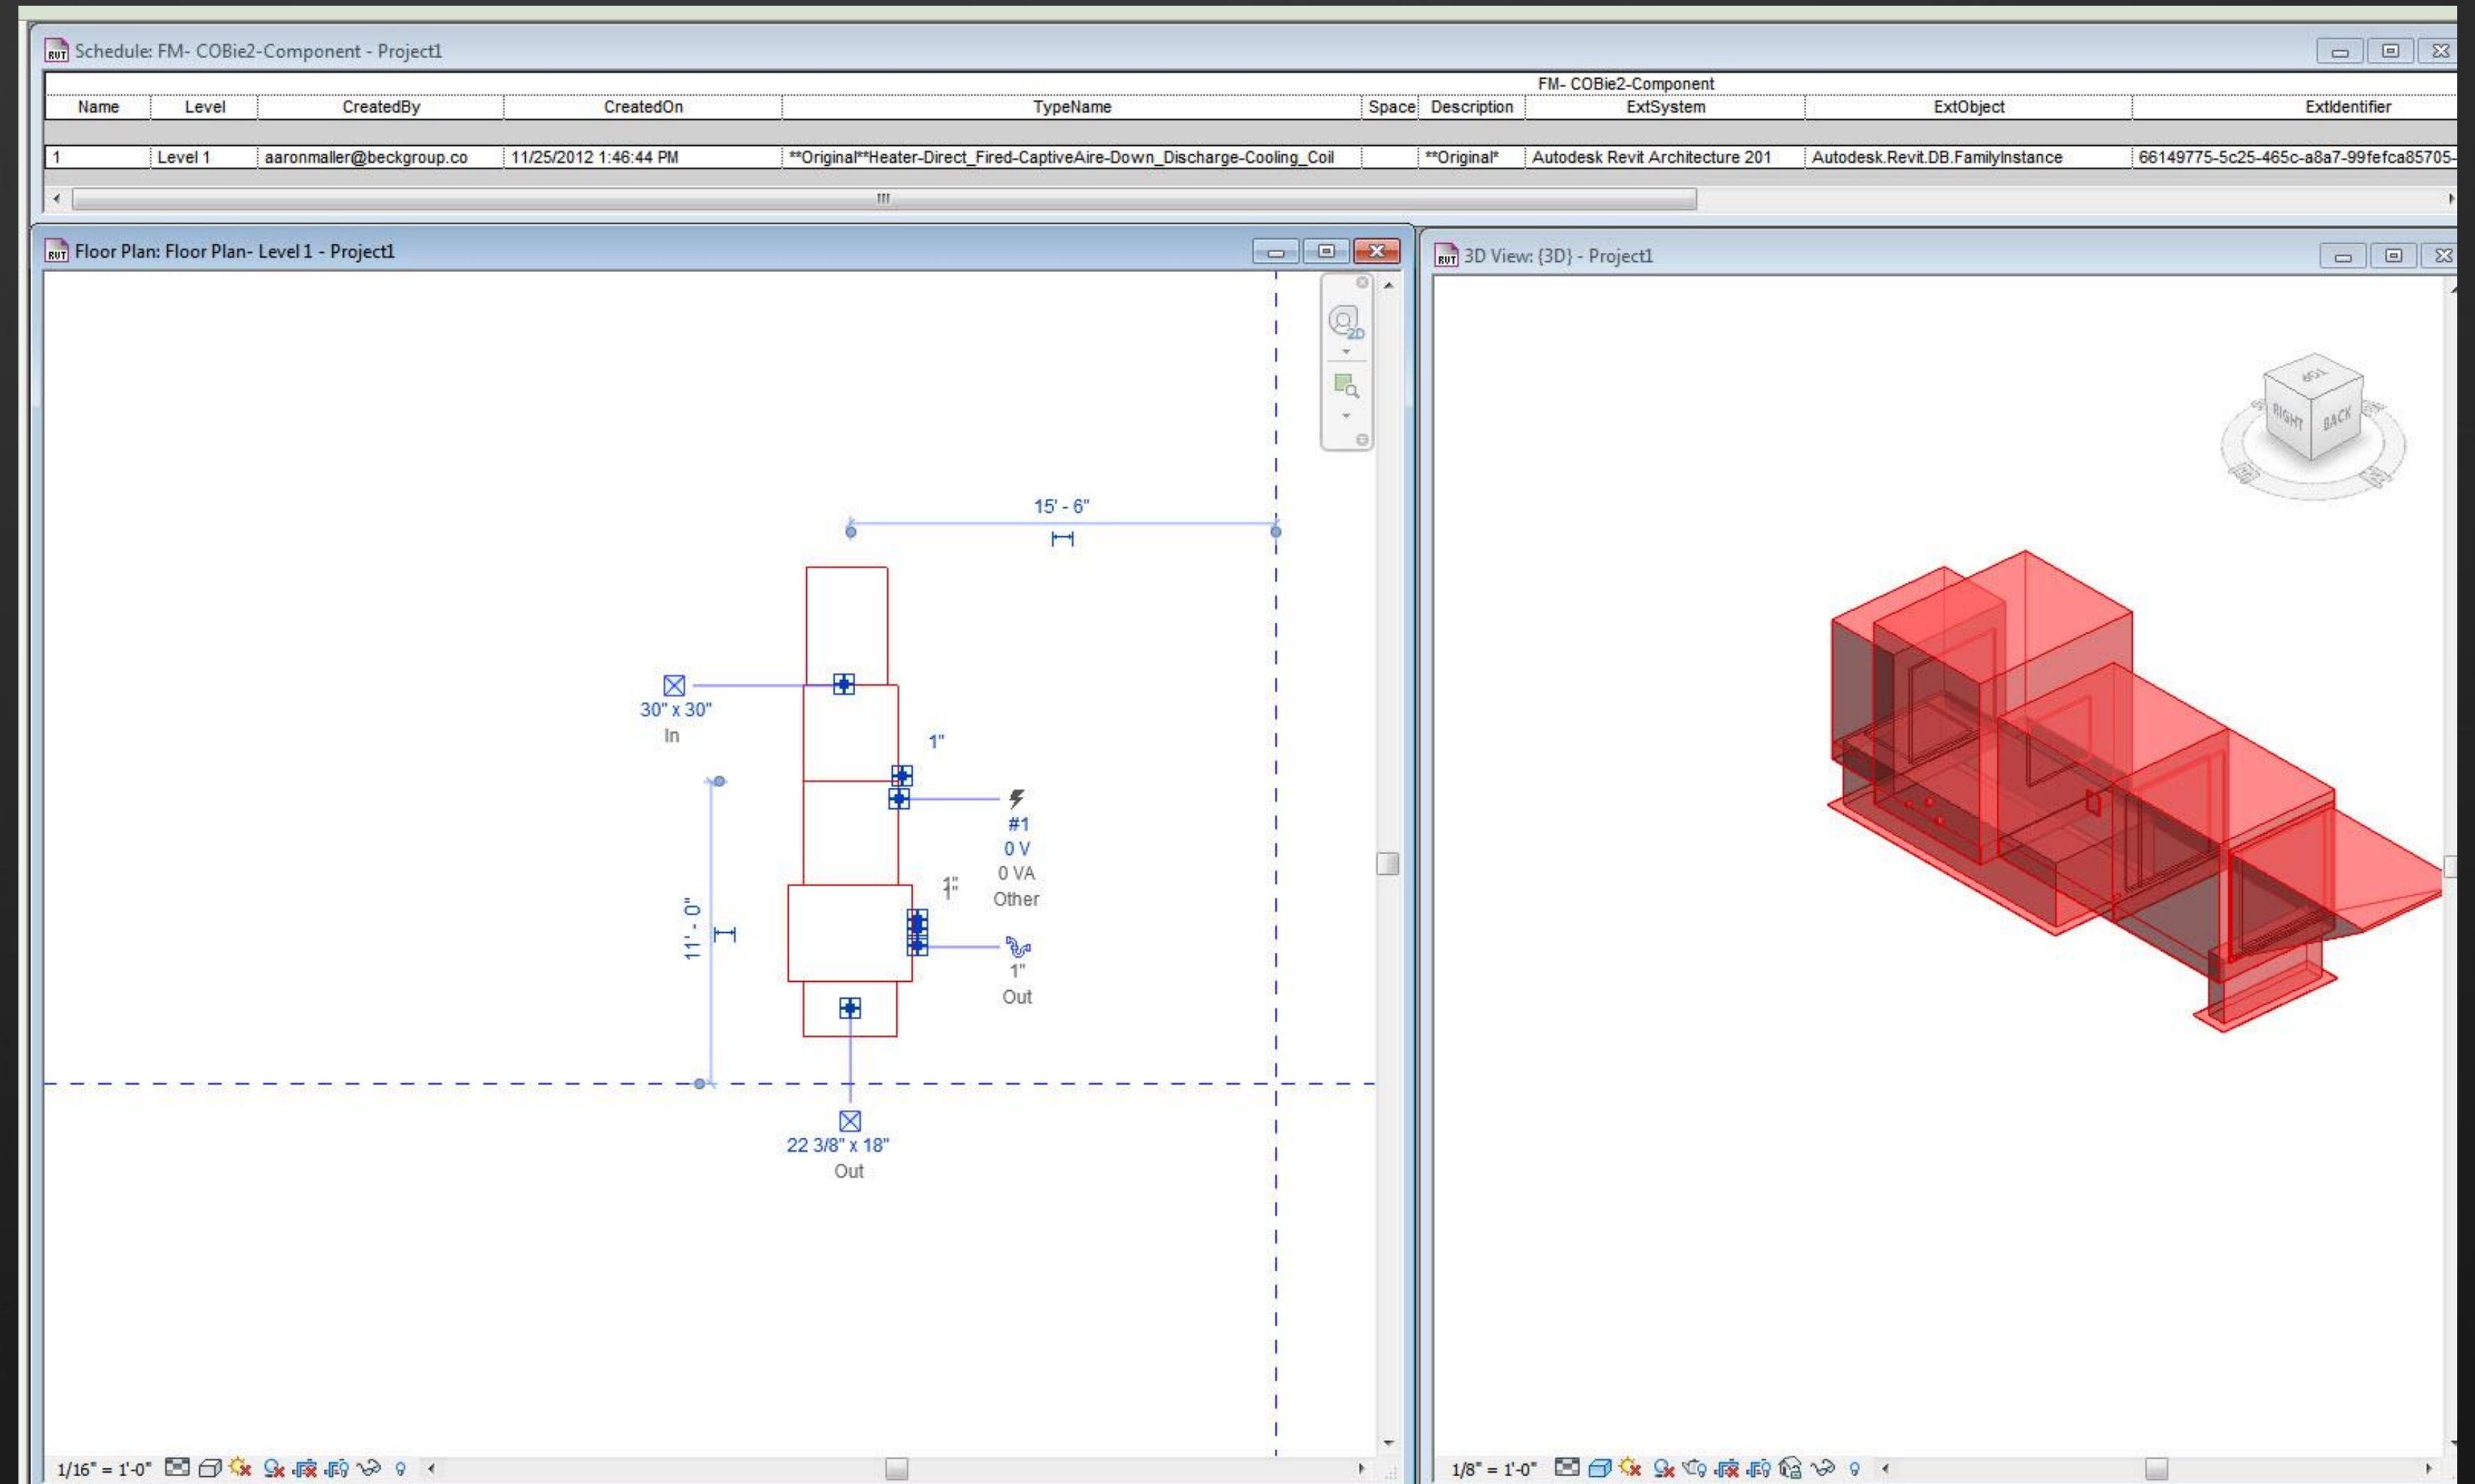 Schedule: FM- COBie2-Component - Project1
FM- COBie2-Component
Name Level CreatedBy CreatedOn TypeName Space Description ExtSystem ExtObject ExtIdentifier
1 Level 1 aaronmaller@beckgroup.co 11/25/2012 1:46:44 PM **Original**Heater-Direct_Fired-CaptiveAire-Down_Discharge-Cooling_Coil **Original* Autodesk Revit Architecture 201 Autodesk.Revit.DB.FamilyInstance 66149775-5c25-465c-a8a7-99fefca85705-
RVT Floor Plan: Floor Plan- Level 1 - Project1
2D
15' - 6"
30" x 30"
In
1"
#1
0 V
0 VA
Other
1"
11' - 0"
1"
Out
22 3/8" x 18"
Out
1/16" = 1'-0"
RVT 3D View: {3D} - Project1
TOP
RIGHT BACK
1/8" = 1'-0"